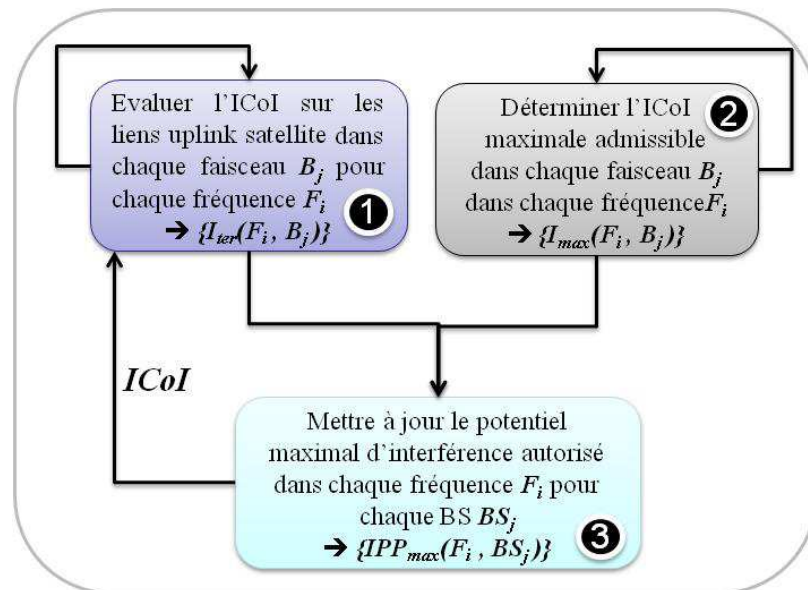 Evaluer l'ICoI sur les
liens uplink satellite dans
chaque faisceau B_j pour
chaque fréquence F_i
➔ {I_ter(F_i , B_j)}
1
Déterminer l'ICoI
maximale admissible
dans chaque faisceau B_j
dans chaque fréquenceF_i
➔ {I_max(F_i , B_j)}
2
ICoI
Mettre à jour le potentiel
maximal d'interférence autorisé
dans chaque fréquence F_i pour
chaque BS BS_j
➔ {IPP_max(F_i , BS_j)}
3